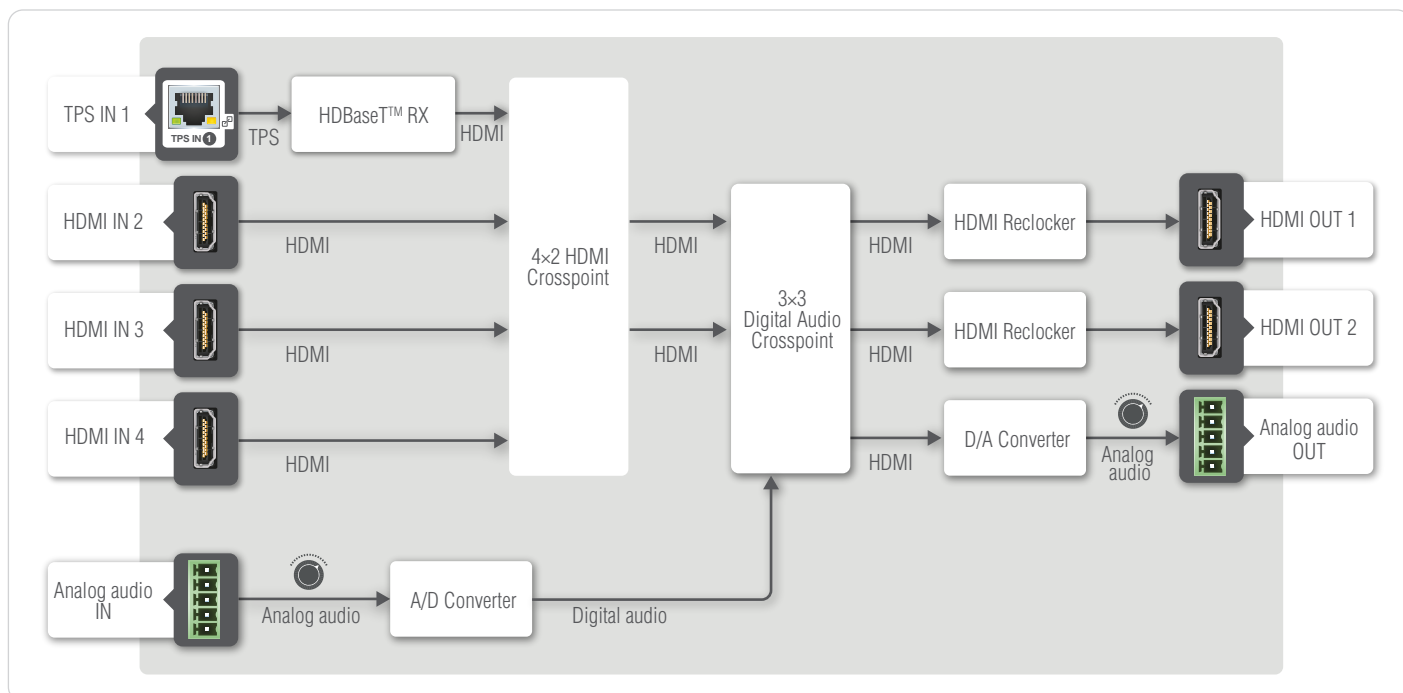 TPS IN 1
TPS IN 1
TPS
HDBaseT™ RX
HDMI
HDMI IN 2
HDMI
HDMI IN 3
HDMI
HDMI IN 4
HDMI
4×2 HDMI
Crosspoint
HDMI
HDMI
3×3
Digital Audio
Crosspoint
HDMI
HDMI Reclocker
HDMI OUT 1
HDMI
HDMI Reclocker
HDMI OUT 2
HDMI
D/A Converter
Analog
audio
Analog audio
OUT
Analog audio
IN
Analog audio
A/D Converter
Digital audio